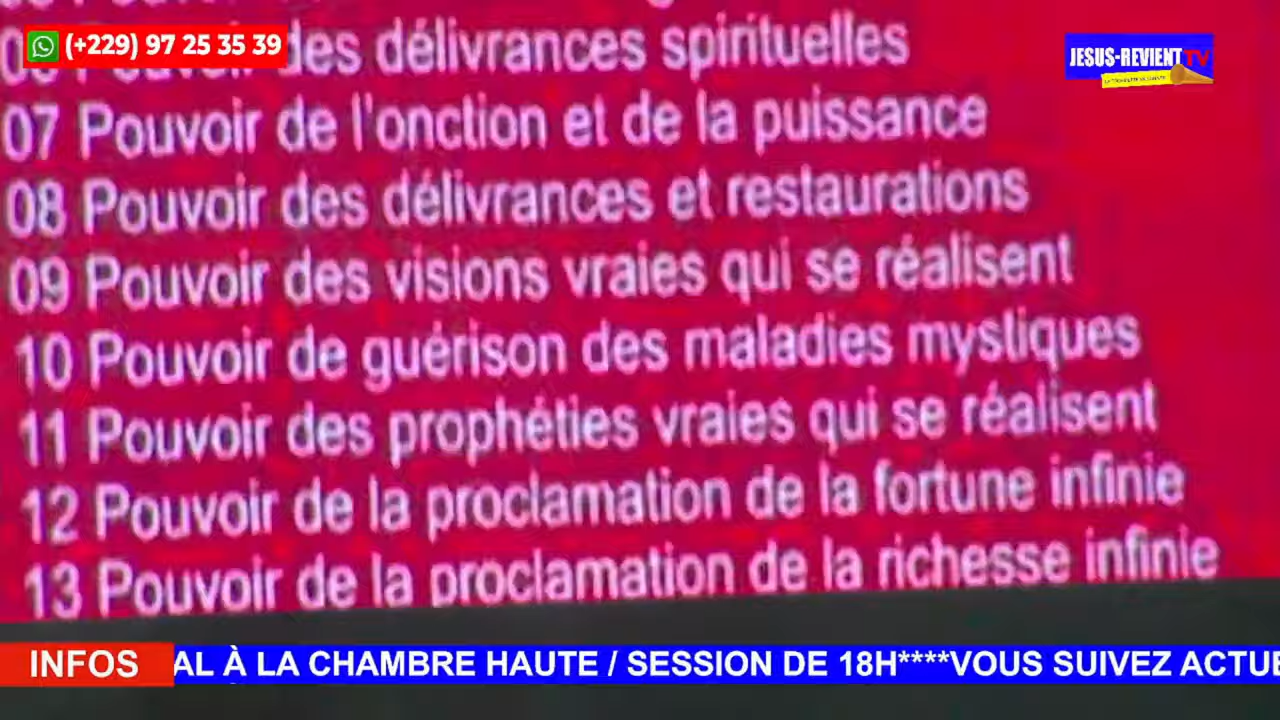 (+229) 97 25 35 39
JESUS-REVIENT TV
des délivrances spirituelles
07 Pouvoir de l'onction et de la puissance
08 Pouvoir des délivrances et restaurations
09 Pouvoir des visions vraies qui se réalisent
10 Pouvoir de guérison des maladies mystiques
11 Pouvoir des prophéties vraies qui se réalisent
12 Pouvoir de la proclamation de la fortune infinie
13 Pouvoir de la proclamation de la richesse infinie
INFOS AL À LA CHAMBRE HAUTE / SESSION DE 18H****VOUS SUIVEZ ACTUE